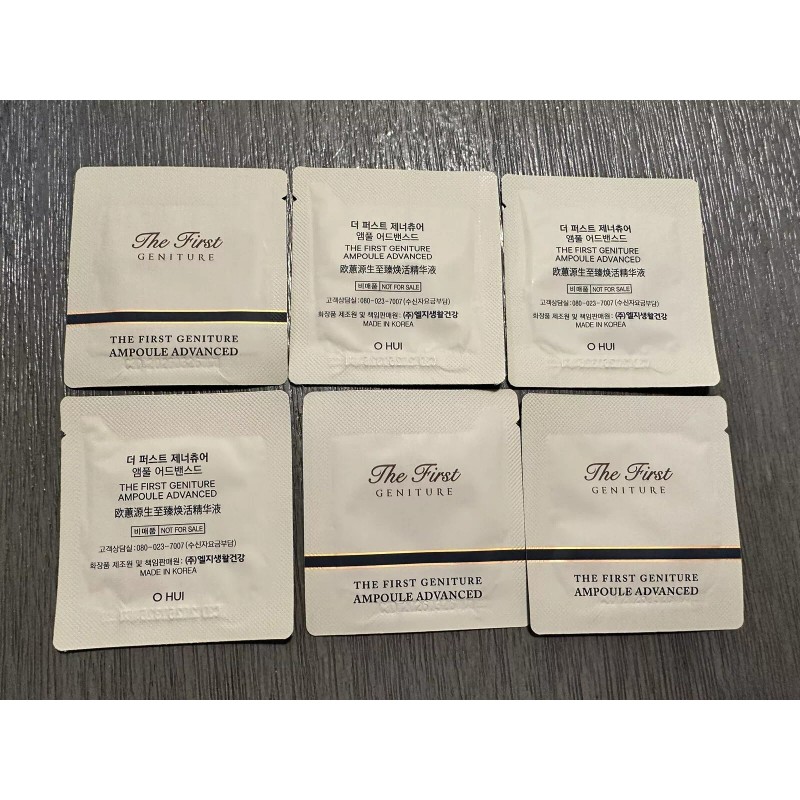 The First
GENITURE
THE FIRST GENITURE
AMPOULE ADVANCED
더 퍼스트 제너츄어
앰풀 어드밴스드
THE FIRST GENITURE
AMPOULE ADVANCED
欧蕙源生至臻焕活精华液
비매품 NOT FOR SALE
고객상담실:080-023-7007 (수신자요금부담)
화장품 제조원 및 책임판매원: (주)엘지생활건강
MADE IN KOREA
O HUI
더 퍼스트 제너츄어
앰풀 어드밴스드
THE FIRST GENITURE
AMPOULE ADVANCED
欧蕙源生至臻焕活精华液
비매품 NOT FOR SALE
고객상담실:080-023-7007 (수신자요금부담)
화장품 제조원 및 책임판매원: (주)엘지생활건강
MADE IN KOREA
O HUI
더 퍼스트 제너츄어
앰풀 어드밴스드
THE FIRST GENITURE
AMPOULE ADVANCED
欧蕙源生至臻焕活精华液
비매품 NOT FOR SALE
고객상담실:080-023-7007 (수신자요금부담)
화장품 제조원 및 책임판매원: (주)엘지생활건강
MADE IN KOREA
O HUI
The First
GENITURE
THE FIRST GENITURE
AMPOULE ADVANCED
The First
GENITURE
THE FIRST GENITURE
AMPOULE ADVANCED